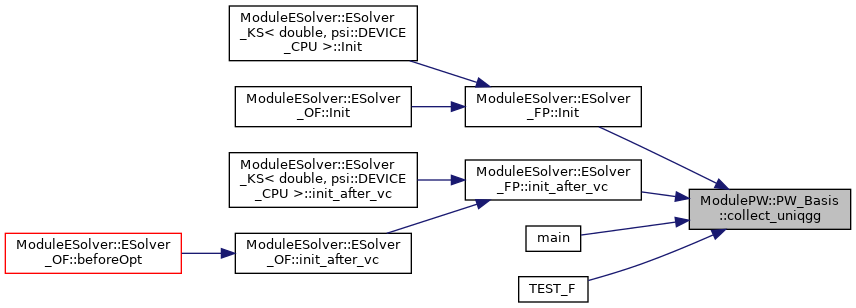 ModuleESolver::ESolver
_KS< double, psi::DEVICE
_CPU >::Init
ModuleESolver::ESolver
_OF::Init
ModuleESolver::ESolver
_FP::Init
ModuleESolver::ESolver
_KS< double, psi::DEVICE
_CPU >::init_after_vc
ModuleESolver::ESolver
_FP::init_after_vc
ModulePW::PW_Basis
::collect_uniqgg
ModuleESolver::ESolver
_OF::beforeOpt
ModuleESolver::ESolver
_OF::init_after_vc
main
TEST_F